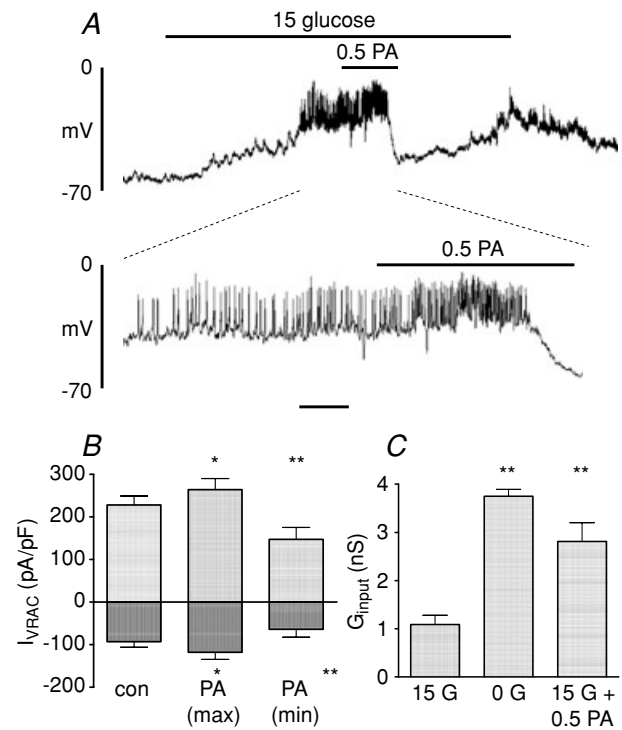 A
15 glucose
0.5 PA
0
mV
-70
0.5 PA
0
mV
-70
B
I_VRAC (pA/pF)
300
200
100
0
-100
-200
* **
* **
con PA (max) PA (min)
C
G_input (nS)
4
3
2
1
0
** **
15 G 0 G 15 G + 0.5 PA